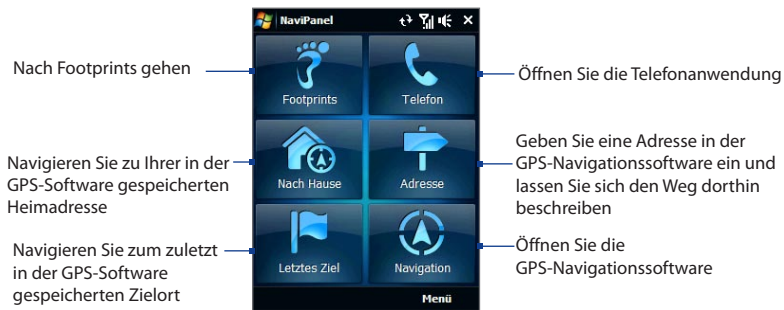 NaviPanel
Nach Footprints gehen
Footprints
Telefon
Öffnen Sie die Telefonanwendung
Navigieren Sie zu Ihrer in der
GPS-Software gespeicherten
Heimadresse
Nach Hause
Adresse
Geben Sie eine Adresse in der
GPS-Navigationssoftware ein und
lassen Sie sich den Weg dorthin
beschreiben
Navigieren Sie zum zuletzt
in der GPS-Software
gespeicherten Zielort
Letztes Ziel
Navigation
Öffnen Sie die
GPS-Navigationssoftware
Menü